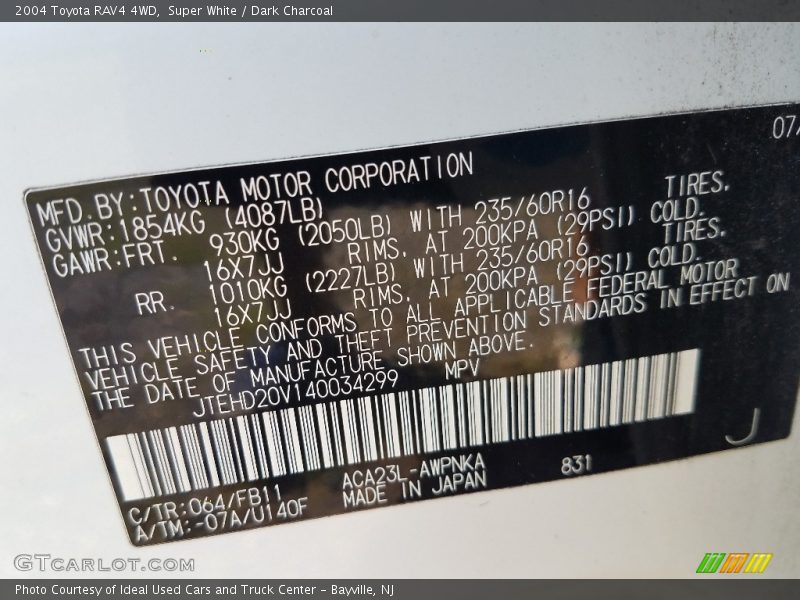 2004 Toyota RAV4 4WD,  Super White / Dark Charcoal
07/
MFD. BY:TOYOTA MOTOR CORPORATION
GVWR:1854KG (4087LB)
GAWR:FRT. 930KG (2050LB) WITH 235/60R16 TIRES.
16X7JJ RIMS, AT 200KPA (29PSI) COLD.
RR. 1010KG (2227LB) WITH 235/60R16 TIRES.
16X7JJ RIMS, AT 200KPA (29PSI) COLD.
THIS VEHICLE CONFORMS TO ALL APPLICABLE FEDERAL MOTOR
VEHICLE SAFETY AND THEFT PREVENTION STANDARDS IN EFFECT ON
THE DATE OF MANUFACTURE SHOWN ABOVE.
JTEHD20V140034299 MPV
C/TR:064/FB11 ACA23L-AWPNKA 831
A/TM:-07A/U140F MADE IN JAPAN
J
GTCARLOT.COM
Photo Courtesy of Ideal Used Cars and Truck Center – Bayville, NJ